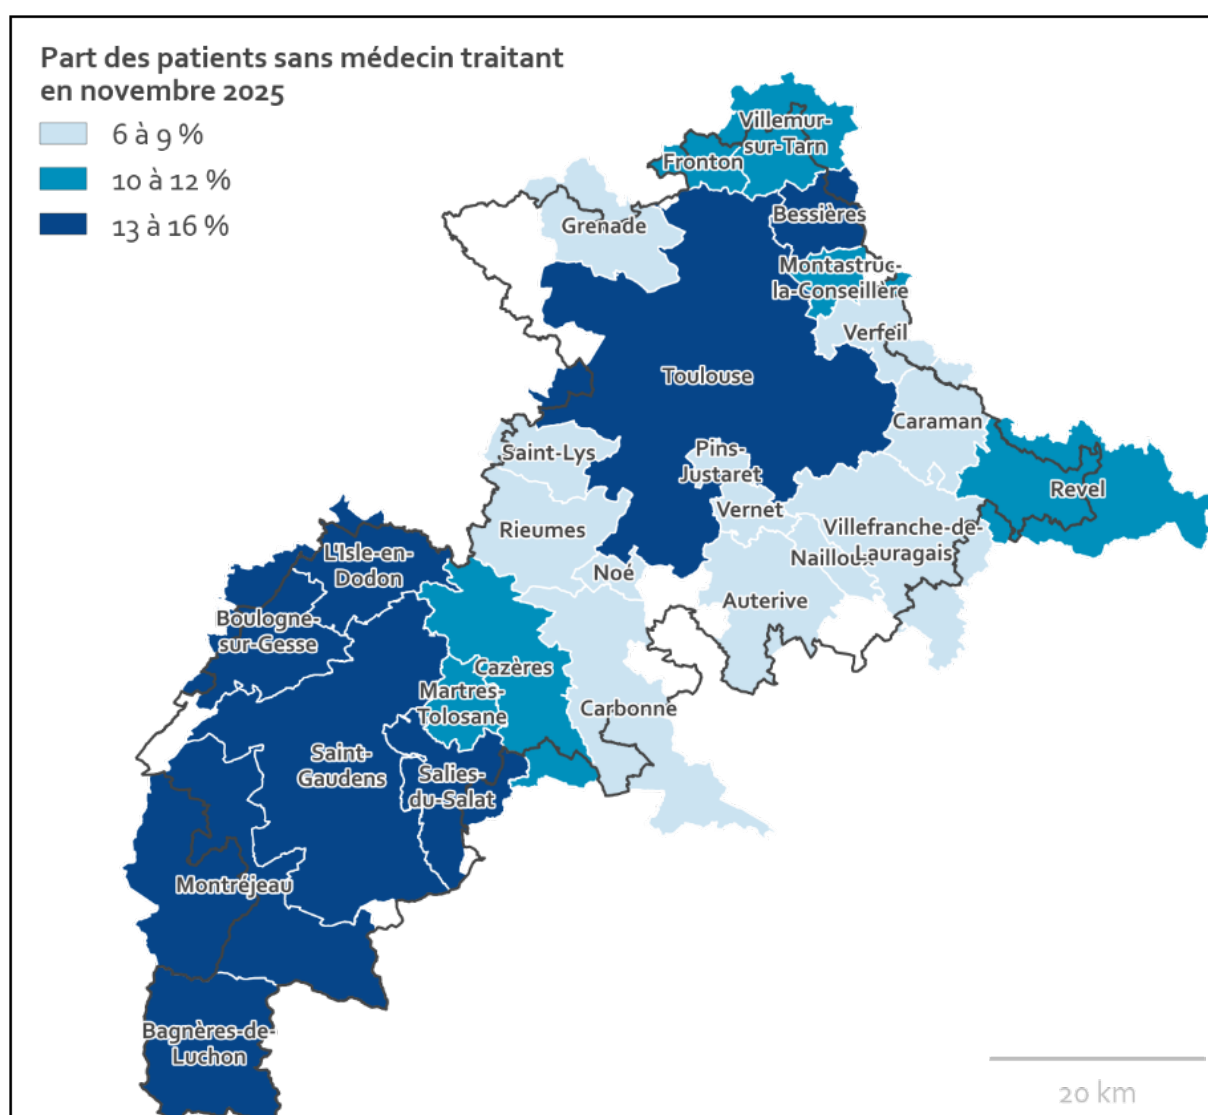 Part des patients sans médecin traitant
en novembre 2025
6 à 9 %
10 à 12 %
13 à 16 %
Villemur-
sur-Tarn
Fronton
Bessières
Grenade
Montastruc-
la-Conseillère
Verfeil
Toulouse
Caraman
Saint-Lys
Pins-
Justaret
Revel
Vernet
Rieumes
Villefranche-de-
Lauragais
Nailloux
L'Isle-en-
Dodon
Noé
Auterive
Boulogne-
sur-Gesse
Cazères
Martres-
Tolosane
Carbonne
Saint-
Gaudens
Salies-
du-Salat
Montréjeau
Bagnères-de-
Luchon
20 km